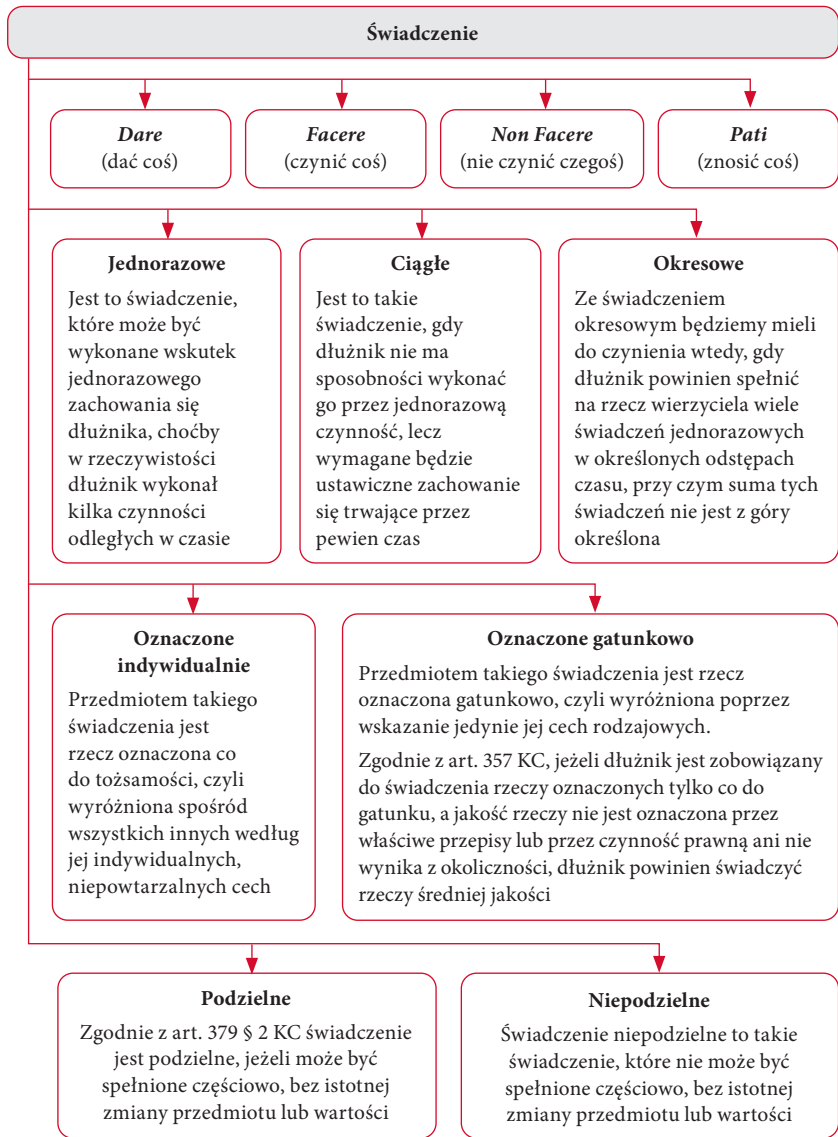 Świadczenie
Dare
(dać coś)
Facere
(czynić coś)
Non Facere
(nie czynić czegoś)
Pati
(znosić coś)
Jednorazowe
Jest to świadczenie,
które może być
wykonane wskutek
jednorazowego
zachowania się
dłużnika, choćby
w rzeczywistości
dłużnik wykonał
kilka czynności
odległych w czasie
Ciągłe
Jest to takie
świadczenie, gdy
dłużnik nie ma
sposobności wykonać
go przez jednorazową
czynność, lecz
wymagane będzie
ustawiczne zachowanie
się trwające przez
pewien czas
Okresowe
Ze świadczeniem
okresowym będziemy mieli
do czynienia wtedy, gdy
dłużnik powinien spełnić
na rzecz wierzyciela wiele
świadczeń jednorazowych
w określonych odstępach
czasu, przy czym suma tych
świadczeń nie jest z góry
określona
Oznaczone
indywidualnie
Przedmiotem takiego
świadczenia jest
rzecz oznaczona co
do tożsamości, czyli
wyróżniona spośród
wszystkich innych według
jej indywidualnych,
niepowtarzalnych cech
Oznaczone gatunkowo
Przedmiotem takiego świadczenia jest rzecz
oznaczona gatunkowo, czyli wyróżniona poprzez
wskazanie jedynie jej cech rodzajowych.
Zgodnie z art. 357 KC, jeżeli dłużnik jest zobowiązany
do świadczenia rzeczy oznaczonych tylko co do
gatunku, a jakość rzeczy nie jest oznaczona przez
właściwe przepisy lub przez czynność prawną ani nie
wynika z okoliczności, dłużnik powinien świadczyć
rzeczy średniej jakości
Podzielne
Zgodnie z art. 379 § 2 KC świadczenie
jest podzielne, jeżeli może być
spełnione częściowo, bez istotnej
zmiany przedmiotu lub wartości
Niepodzielne
Świadczenie niepodzielne to takie
świadczenie, które nie może być
spełnione częściowo, bez istotnej
zmiany przedmiotu lub wartości